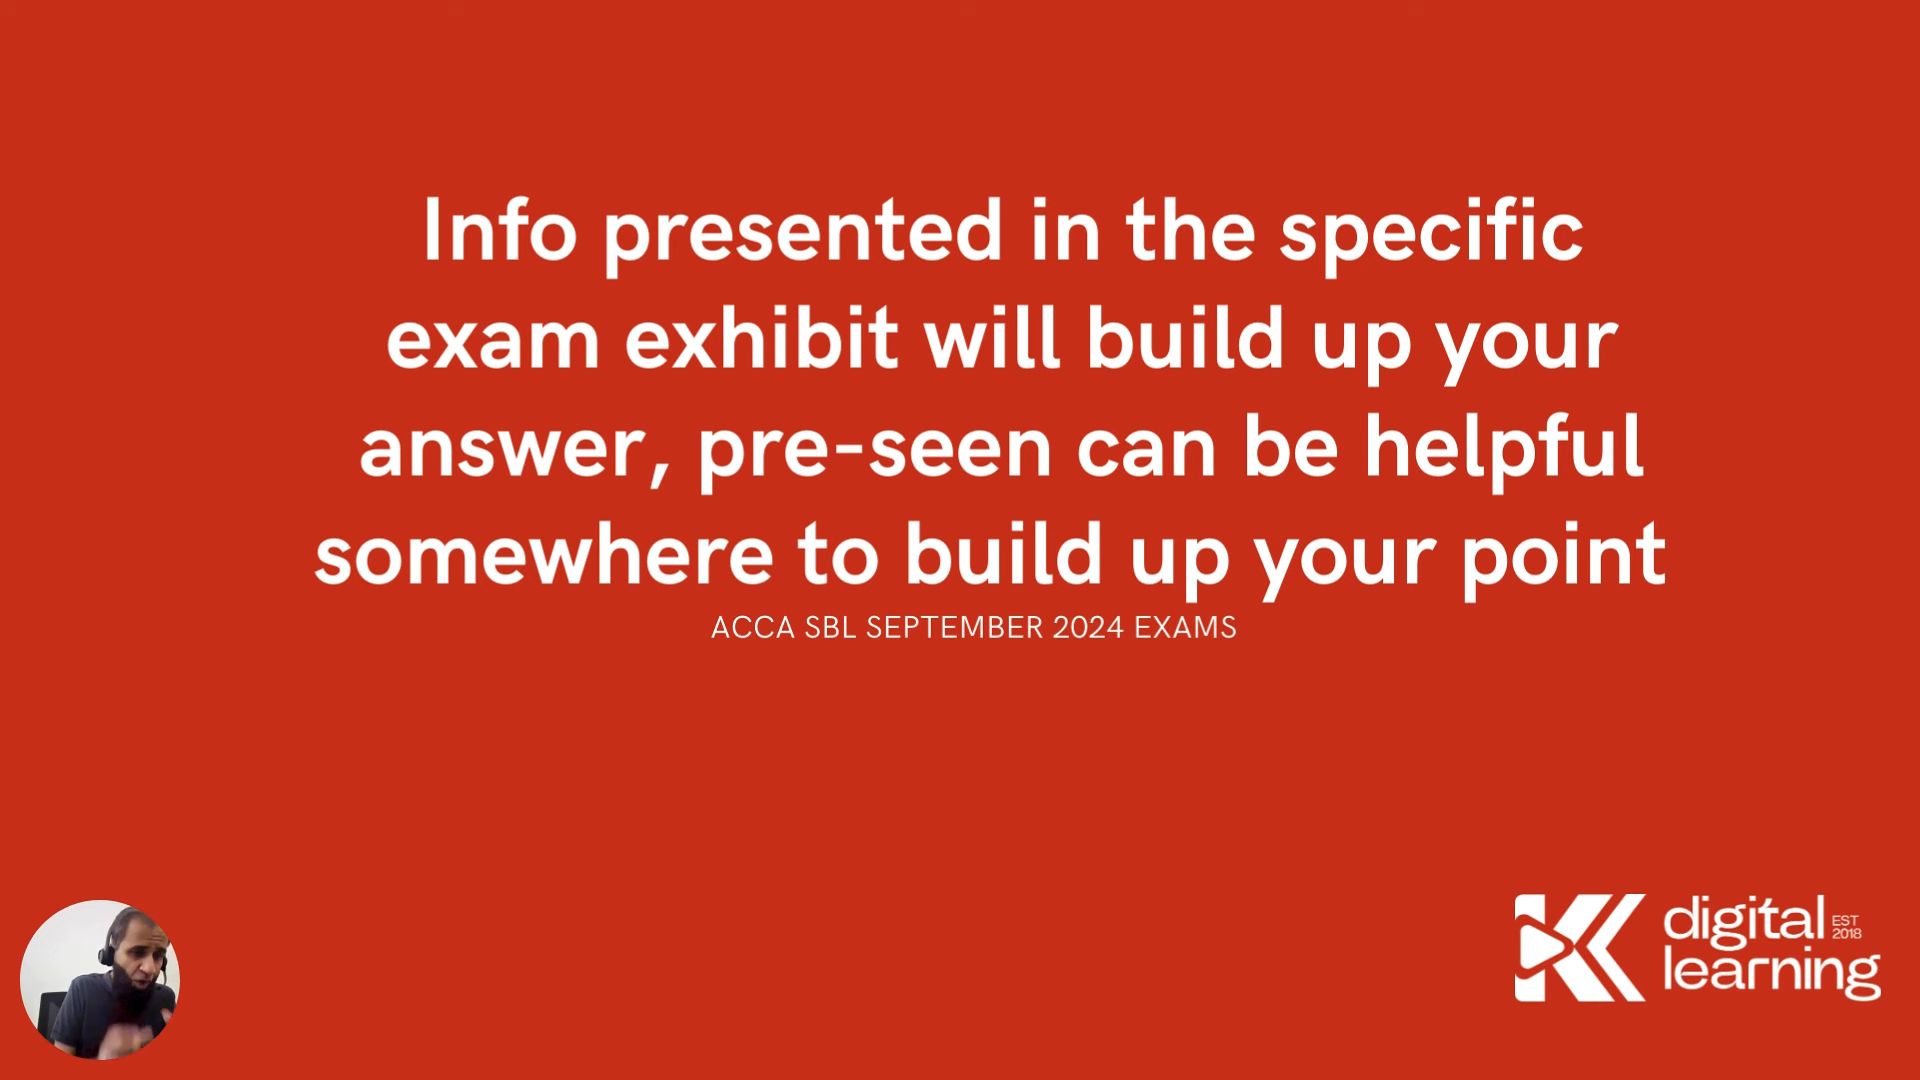 Info presented in the specific
exam exhibit will build up your
answer, pre-seen can be helpful
somewhere to build up your point
ACCA SBL SEPTEMBER 2024 EXAMS
digital EST 2018
learning